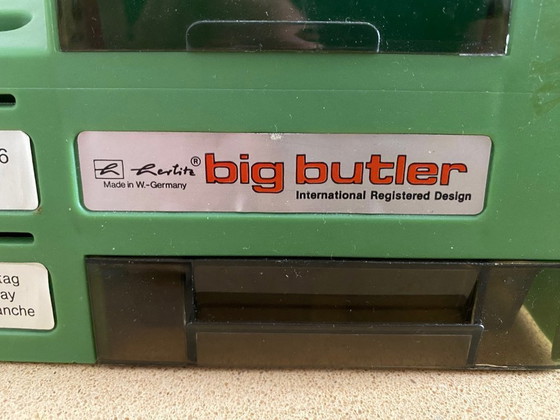 6
Herlitz® big butler
Made in W.-Germany
International Registered Design
tag
ay
anche